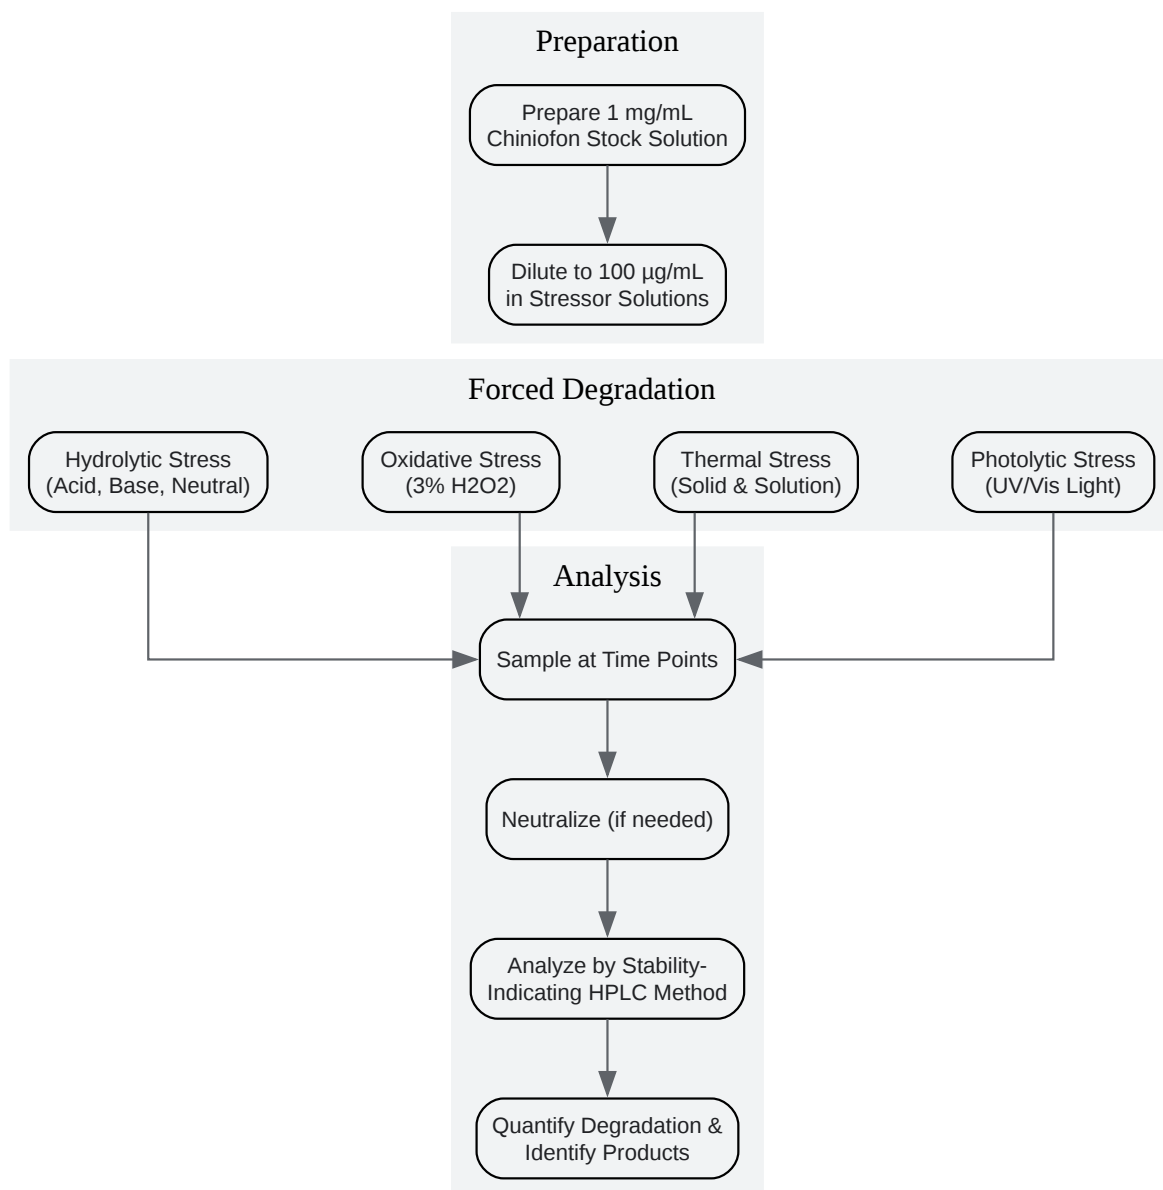 Preparation
Prepare 1 mg/mL
Chiniofon Stock Solution
Dilute to 100 µg/mL
in Stressor Solutions
Forced Degradation
Hydrolytic Stress
(Acid, Base, Neutral)
Oxidative Stress
(3% H2O2)
Thermal Stress
(Solid & Solution)
Photolytic Stress
(UV/Vis Light)
Analysis
Sample at Time Points
Neutralize (if needed)
Analyze by Stability-
Indicating HPLC Method
Quantify Degradation &
Identify Products